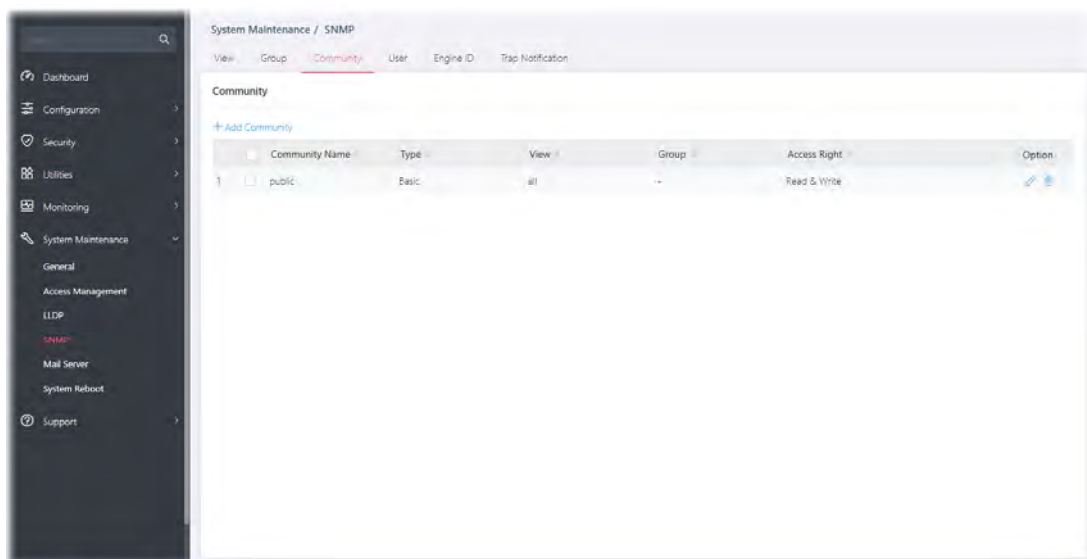 System Maintenance / SNMP
View Group Community User Engine ID Trap Notification
Dashboard
Configuration
Security
Utilities
Monitoring
System Maintenance
General
Access Management
LLDP
SNMP
Mail Server
System Reboot
Support
Community
+ Add Community
Community Name Type View Group Access Right Option
1 public Basic all -- Read & Write